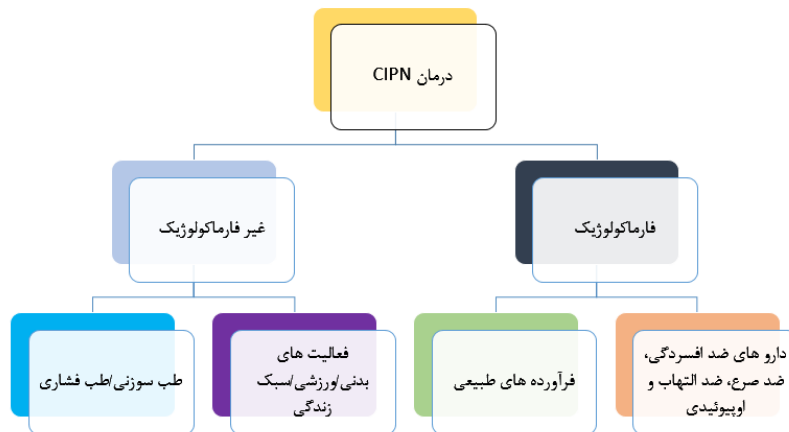 درمان CIPN
فارماکولوژیک
غیر فارماکولوژیک
دارو های ضد افسردگی،
ضد صرع، ضد التهاب و
اوپیوئیدی
فرآورده های طبیعی
فعالیت های
بدنی/ورزشی/سبک
زندگی
طب سوزنی/طب فشاری